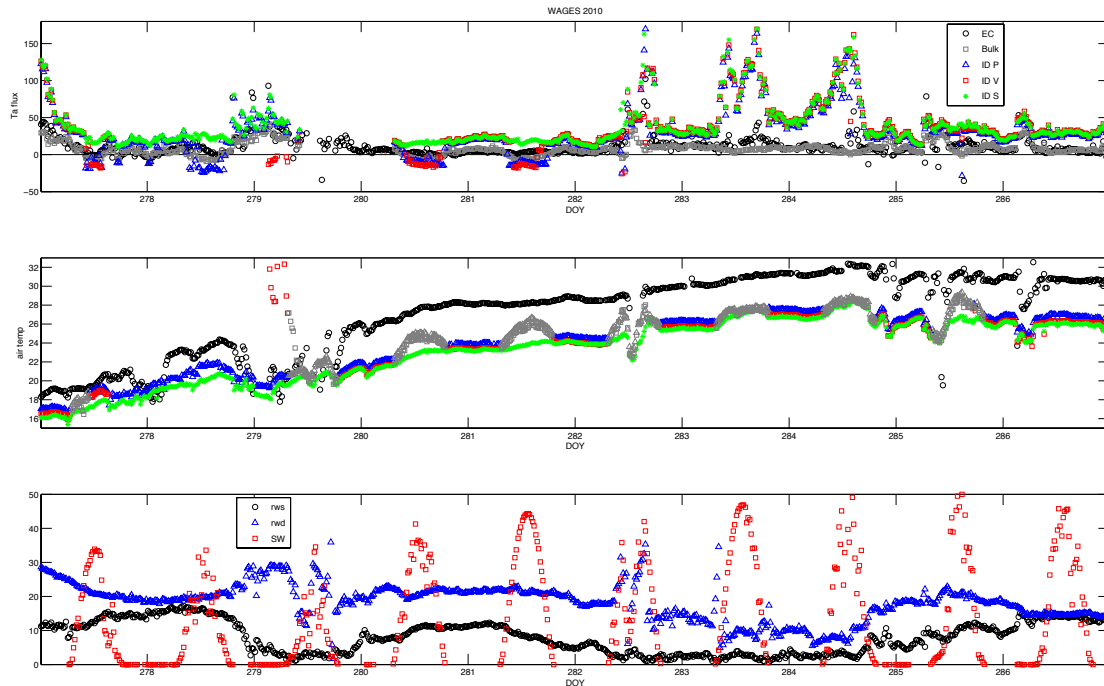 WAGES 2010
Ta flux
150
100
50
0
−50
EC
Bulk
ID P
ID V
ID S
278 279 280 281 282 283 284 285 286
DOY
air temp
32
30
28
26
24
22
20
18
16
278 279 280 281 282 283 284 285 286
DOY
50
40
30
20
10
0
rws
rwd
SW
278 279 280 281 282 283 284 285 286
DOY